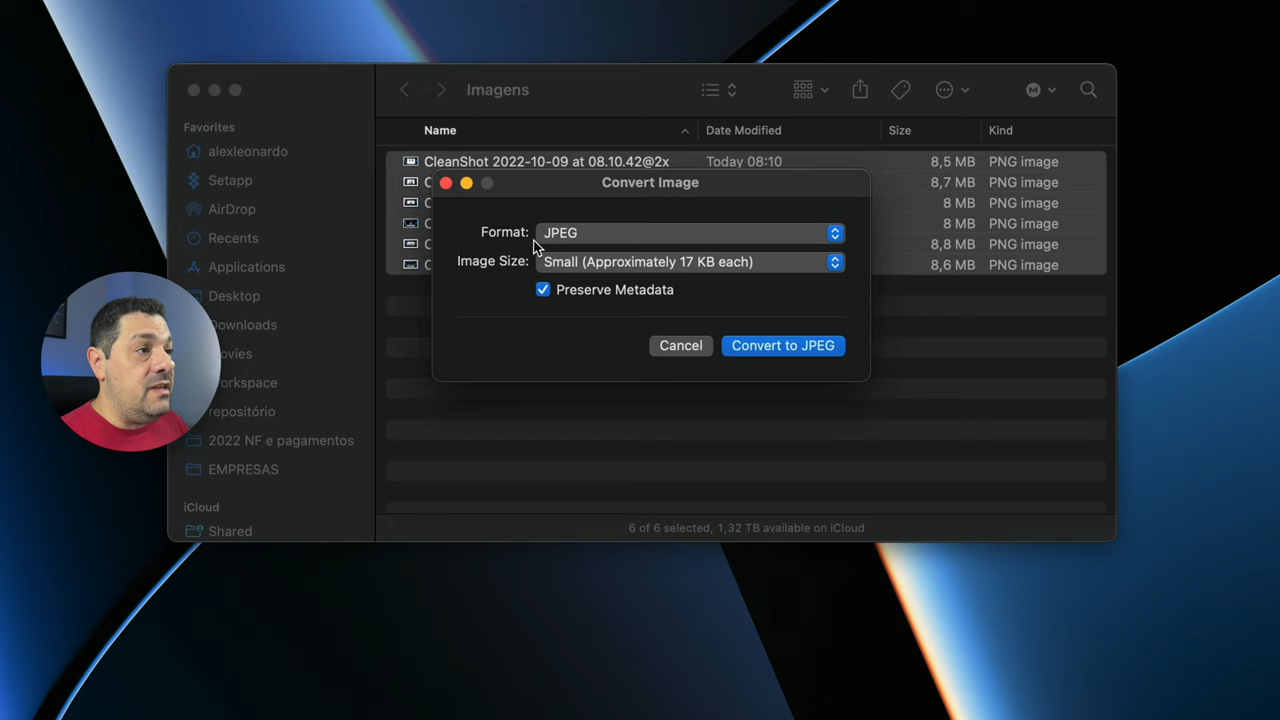 Imagens
Favorites
alexleonardo
Setapp
AirDrop
Recents
Applications
Desktop
Downloads
ovies
orkspace
repositório
2022 NF e pagamentos
EMPRESAS
iCloud
Shared
M
Name Date Modified Size Kind
CleanShot 2022-10-09 at 08.10.42@2x Today 08:10 8,5 MB PNG image
8,7 MB PNG image
8 MB PNG image
8 MB PNG image
8,8 MB PNG image
8,6 MB PNG image
Convert Image
Format: JPEG
Image Size: Small (Approximately 17 KB each)
Preserve Metadata
Cancel Convert to JPEG
6 of 6 selected, 1,32 TB available on iCloud